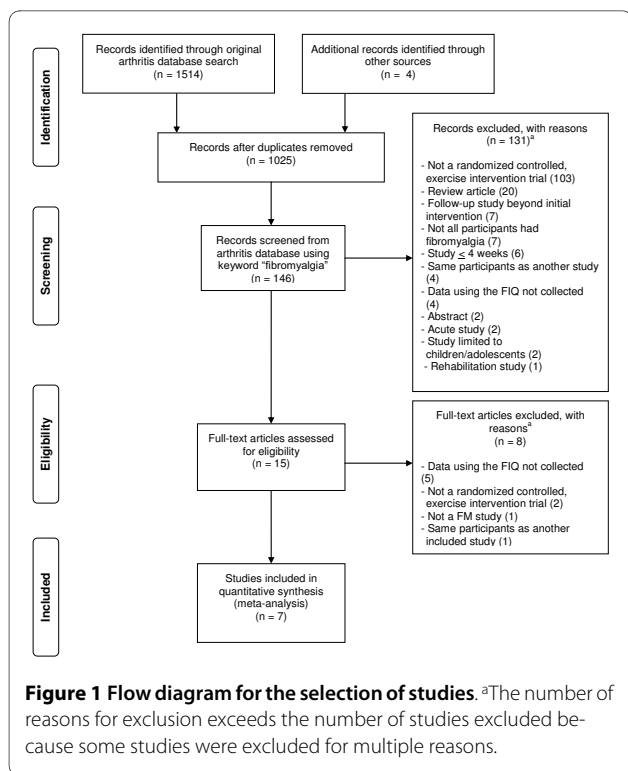 Identification
Records identified through original
arthritis database search
(n = 1514)
Additional records identified through
other sources
(n = 4)
Records after duplicates removed
(n = 1025)
Screening
Records screened from
arthritis database using
keyword "fibromyalgia"
(n = 146)
Records excluded, with reasons
(n = 131)a
- Not a randomized controlled,
exercise intervention trial (103)
- Review article (20)
- Follow-up study beyond initial
intervention (7)
- Not all participants had
fibromyalgia (7)
- Study ≤ 4 weeks (6)
- Same participants as another study
(4)
- Data using the FIQ not collected
(4)
- Abstract (2)
- Acute study (2)
- Study limited to
children/adolescents (2)
- Rehabilitation study (1)
Eligibility
Full-text articles assessed
for eligibility
(n = 15)
Full-text articles excluded, with
reasonsa
(n = 8)
- Data using the FIQ not collected
(5)
- Not a randomized controlled,
exercise intervention trial (2)
- Not a FM study (1)
- Same participants as another
included study (1)
Included
Studies included in
quantitative synthesis
(meta-analysis)
(n = 7)
Figure 1 Flow diagram for the selection of studies. aThe number of
reasons for exclusion exceeds the number of studies excluded be-
cause some studies were excluded for multiple reasons.